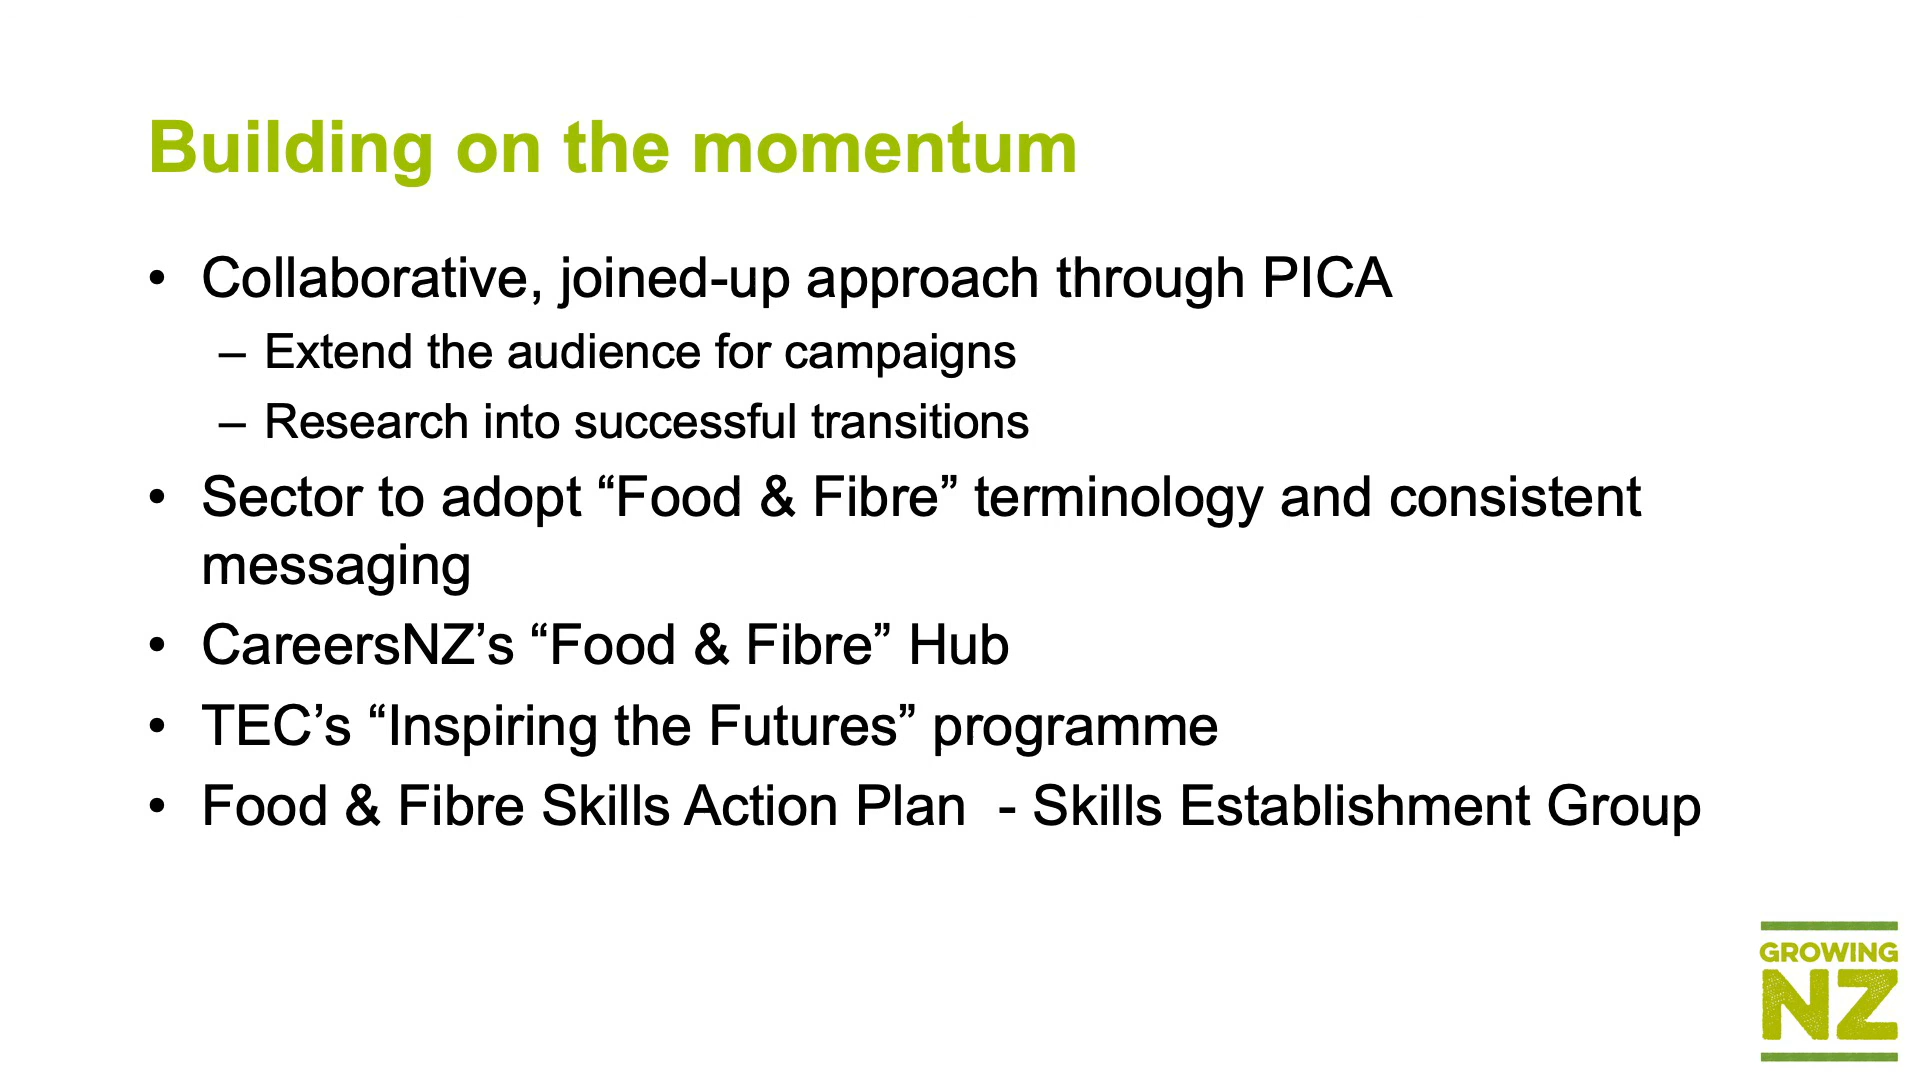 Building on the momentum
• Collaborative, joined-up approach through PICA
– Extend the audience for campaigns
– Research into successful transitions
• Sector to adopt “Food & Fibre” terminology and consistent
messaging
• CareersNZ’s “Food & Fibre” Hub
• TEC’s “Inspiring the Futures” programme
• Food & Fibre Skills Action Plan  - Skills Establishment Group
GROWING
NZ